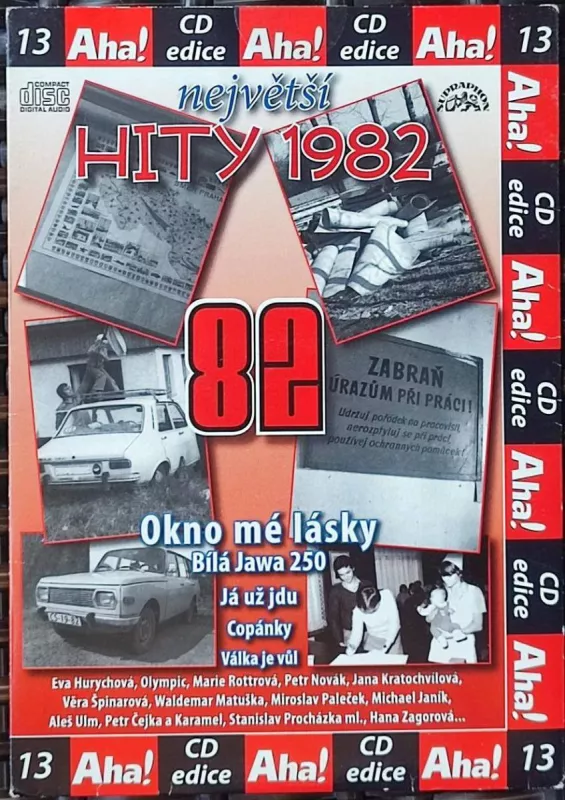 13 Aha! CD edice Aha! CD edice Aha! 13
COMPACT disc DIGITAL AUDIO
největší
SUPRAPHON
HITY 1982
Aha!
CD edice
Aha!
CD edice
Aha!
CD edice
Aha!
82
ZABRAŇ
ÚRAZŮM PŘI PRÁCI!
Udržuj pořádek na pracovišti,
nerozptyluj se při práci,
používej ochranných pomůcek!
Okno mé lásky
Bílá Jawa 250
Já už jdu
Copánky
Válka je vůl
Eva Hurychová, Olympic, Marie Rottrová, Petr Novák, Jana Kratochvílová,
Věra Špinarová, Waldemar Matuška, Miroslav Paleček, Michael Janík,
Aleš Ulm, Petr Čejka a Karamel, Stanislav Procházka ml., Hana Zagorová...
13 Aha! CD edice Aha! CD edice Aha! 13